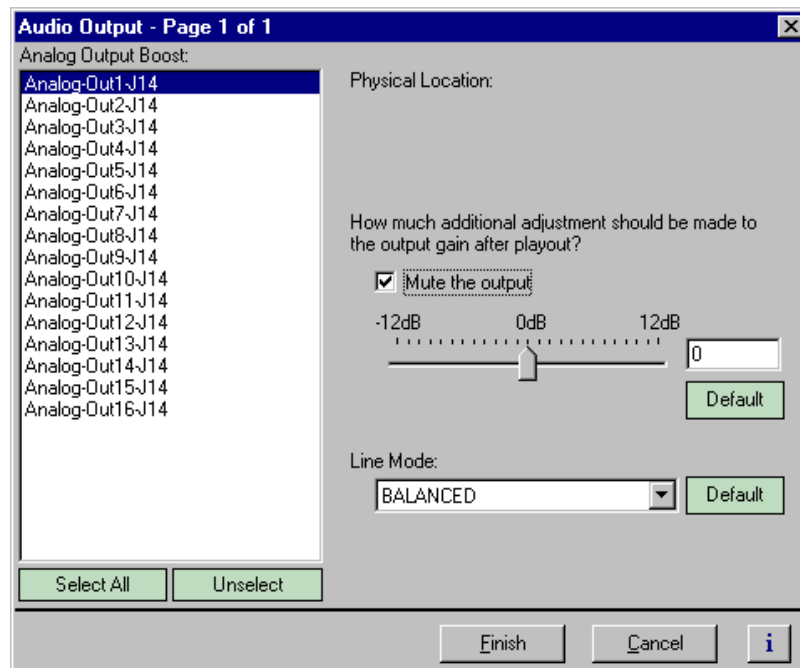 Audio Output - Page 1 of 1
Analog Output Boost:
Analog-Out1-J14
Analog-Out2-J14
Analog-Out3-J14
Analog-Out4-J14
Analog-Out5-J14
Analog-Out6-J14
Analog-Out7-J14
Analog-Out8-J14
Analog-Out9-J14
Analog-Out10-J14
Analog-Out11-J14
Analog-Out12-J14
Analog-Out13-J14
Analog-Out14-J14
Analog-Out15-J14
Analog-Out16-J14
Select All
Unselect
Physical Location:
How much additional adjustment should be made to
the output gain after playout?
Mute the output
-12dB 0dB 12dB
0
Default
Line Mode:
BALANCED
Default
Finish
Cancel
i